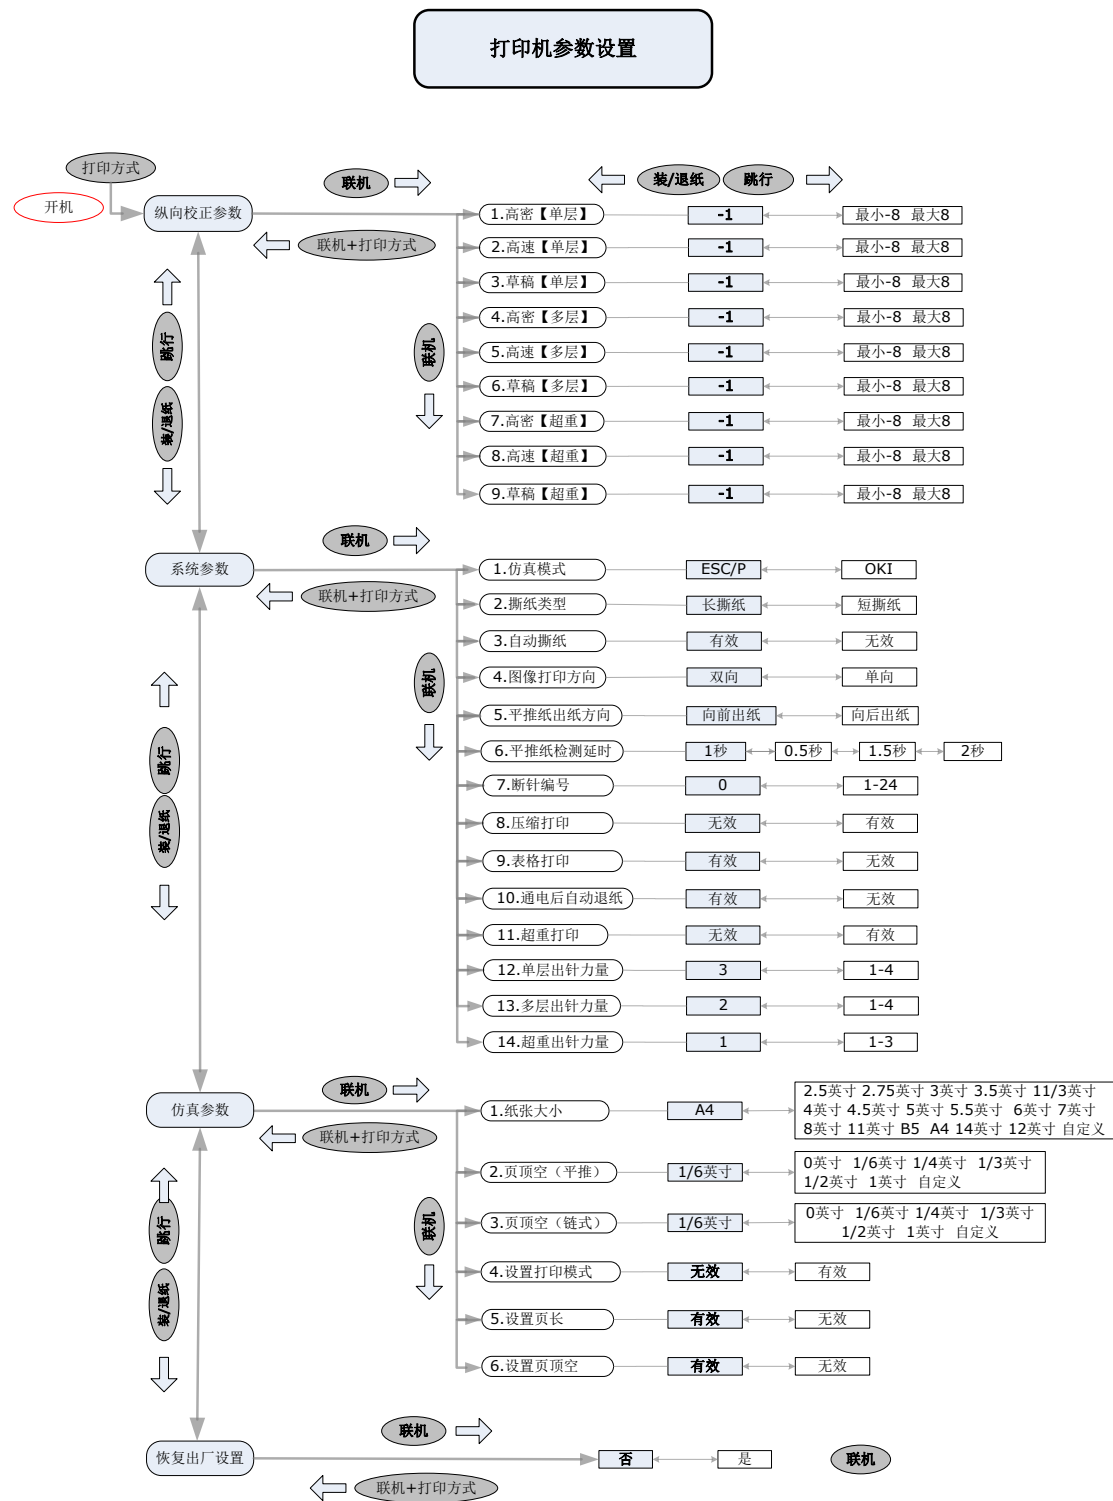 打印机参数设置
打印方式
开机
纵向校正参数
联机
装/退纸
跳行
联机+打印方式
1.高密【单层】
-1
最小-8 最大8
2.高速【单层】
-1
最小-8 最大8
3.草稿【单层】
-1
最小-8 最大8
4.高密【多层】
-1
最小-8 最大8
5.高速【多层】
-1
最小-8 最大8
6.草稿【多层】
-1
最小-8 最大8
7.高密【超重】
-1
最小-8 最大8
8.高速【超重】
-1
最小-8 最大8
9.草稿【超重】
-1
最小-8 最大8
跳行
装/退纸
联机
系统参数
联机
联机+打印方式
1.仿真模式
ESC/P
OKI
2.撕纸类型
长撕纸
短撕纸
3.自动撕纸
有效
无效
4.图像打印方向
双向
单向
5.平推纸出纸方向
向前出纸
向后出纸
6.平推纸检测延时
1秒
0.5秒
1.5秒
2秒
7.断针编号
0
1-24
8.压缩打印
无效
有效
9.表格打印
有效
无效
10.通电后自动退纸
有效
无效
11.超重打印
无效
有效
12.单层出针力量
3
1-4
13.多层出针力量
2
1-4
14.超重出针力量
1
1-3
联机
跳行
装/退纸
仿真参数
联机
联机+打印方式
1.纸张大小
A4
2.5英寸 2.75英寸 3英寸 3.5英寸 11/3英寸
4英寸 4.5英寸 5英寸 5.5英寸 6英寸 7英寸
8英寸 11英寸 B5 A4 14英寸 12英寸 自定义
2.页顶空（平推）
1/6英寸
0英寸 1/6英寸 1/4英寸 1/3英寸
1/2英寸 1英寸 自定义
3.页顶空（链式）
1/6英寸
0英寸 1/6英寸 1/4英寸 1/3英寸
1/2英寸 1英寸 自定义
4.设置打印模式
无效
有效
5.设置页长
有效
无效
6.设置页顶空
有效
无效
联机
跳行
装/退纸
恢复出厂设置
联机
联机+打印方式
否
是
联机